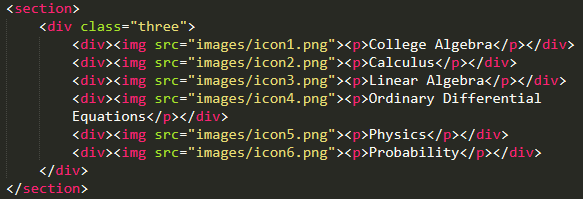 <section>
<div class="three">
<div><img src="images/icon1.png"><p>College Algebra</p></div>
<div><img src="images/icon2.png"><p>Calculus</p></div>
<div><img src="images/icon3.png"><p>Linear Algebra</p></div>
<div><img src="images/icon4.png"><p>Ordinary Differential
Equations</p></div>
<div><img src="images/icon5.png"><p>Physics</p></div>
<div><img src="images/icon6.png"><p>Probability</p></div>
</div>
</section>